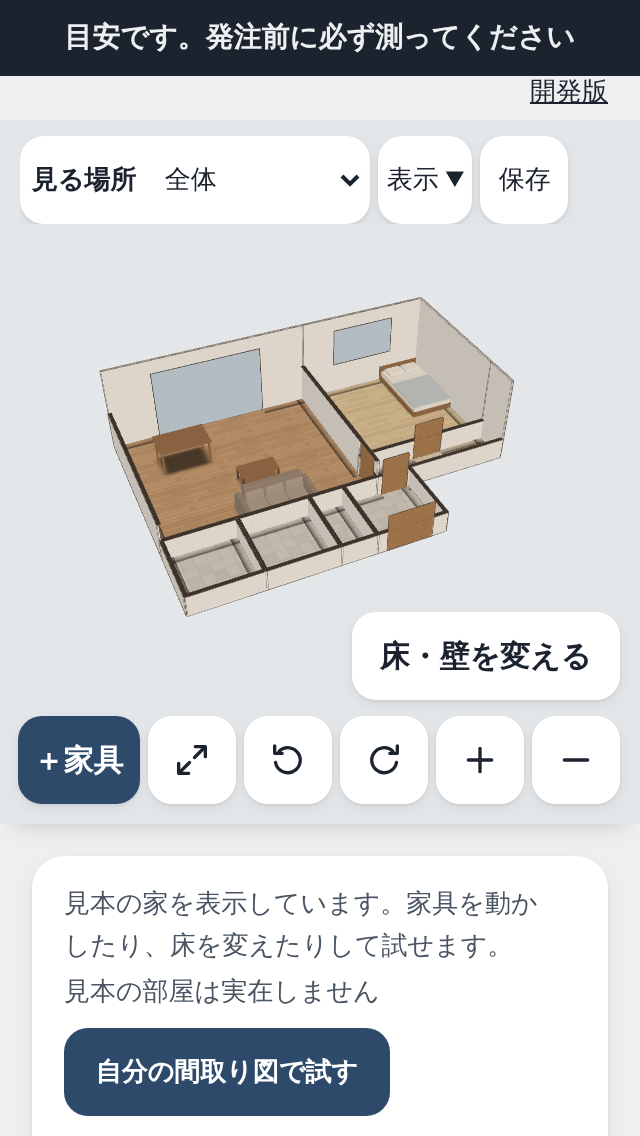 目安です。発注前に必ず測ってください
開発版
見る場所 全体
表示 ▼
保存
床・壁を変える
＋家具
見本の家を表示しています。家具を動か
したり、床を変えたりして試せます。
見本の部屋は実在しません
自分の間取り図で試す